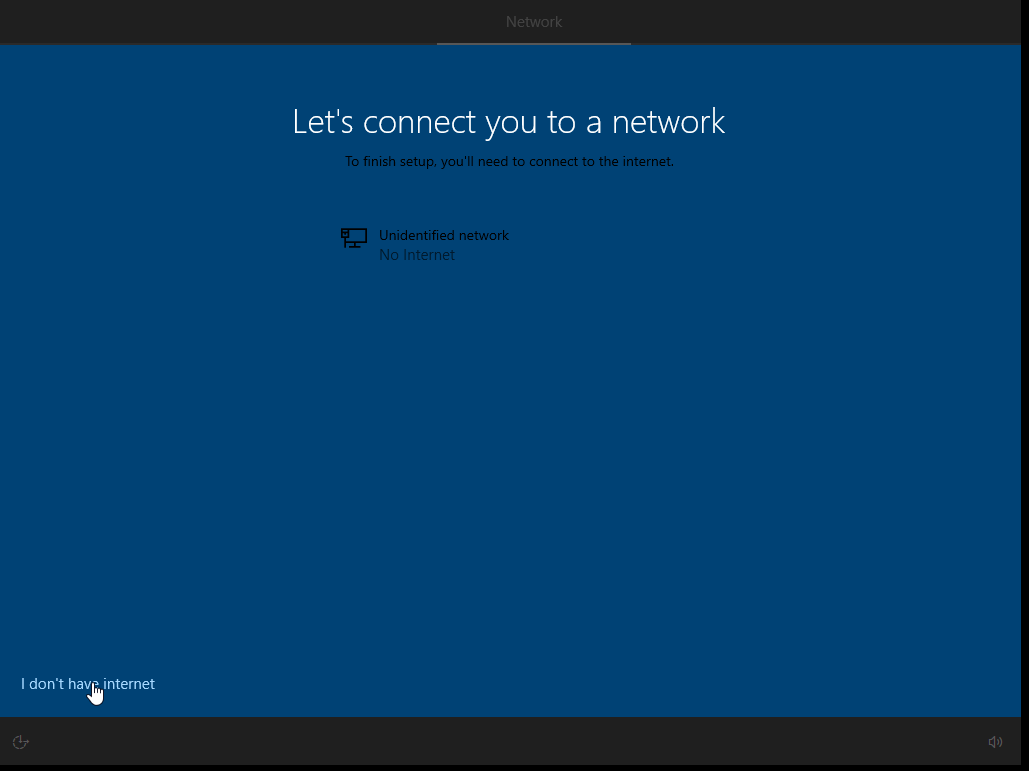 Network
Let's connect you to a network
To finish setup, you'll need to connect to the internet.
Unidentified network
No Internet
I don't have internet